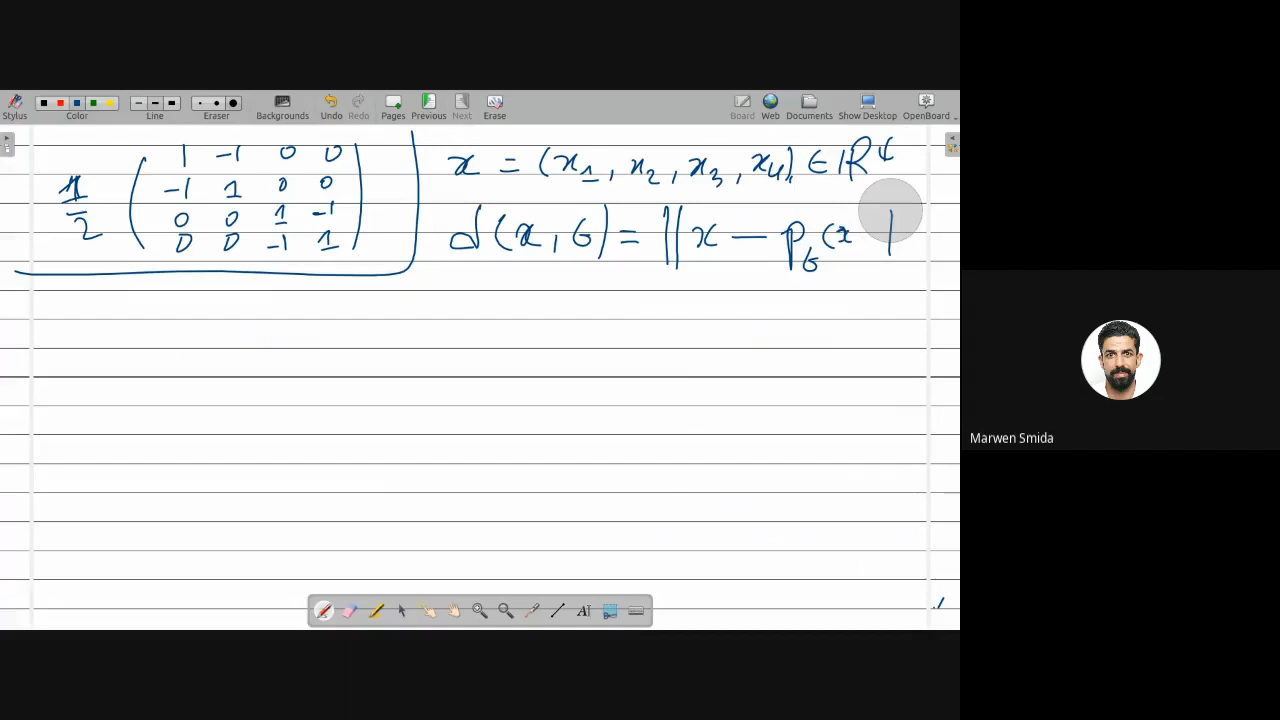 Stylus Color Line Eraser Backgrounds Undo Redo Pages Previous Next Erase Board Web Documents Show Desktop OpenBoard
1 -1 0 0
-1 1 0 0
0 0 1 -1
0 0 -1 1
1/2
x = (x1, x2, x3, x4) ∈ ℝ4
d(x, G) = || x — pG(x |
Marwen Smida